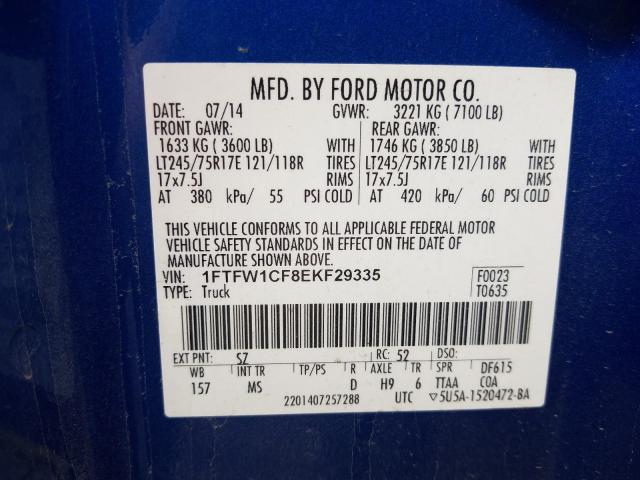 MFD. BY FORD MOTOR CO.
DATE: 07/14 GVWR: 3221 KG ( 7100 LB)
FRONT GAWR: REAR GAWR:
1633 KG ( 3600 LB) WITH 1746 KG ( 3850 LB) WITH
LT245/75R17E 121/118R TIRES LT245/75R17E 121/118R TIRES
17x7.5J RIMS 17x7.5J RIMS
AT 380 kPa/ 55 PSI COLD AT 420 kPa/ 60 PSI COLD
THIS VEHICLE CONFORMS TO ALL APPLICABLE FEDERAL MOTOR
VEHICLE SAFETY STANDARDS IN EFFECT ON THE DATE OF
MANUFACTURE SHOWN ABOVE.
VIN: 1FTFW1CF8EKF29335 F0023
TYPE: Truck T0635
EXT PNT: SZ RC: 52 DSO:
WB INT TR TP/PS R AXLE TR SPR DF615
157 MS D H9 6 TTAA COA
2201407257288 UTC ▽5U5A-1520472-BA